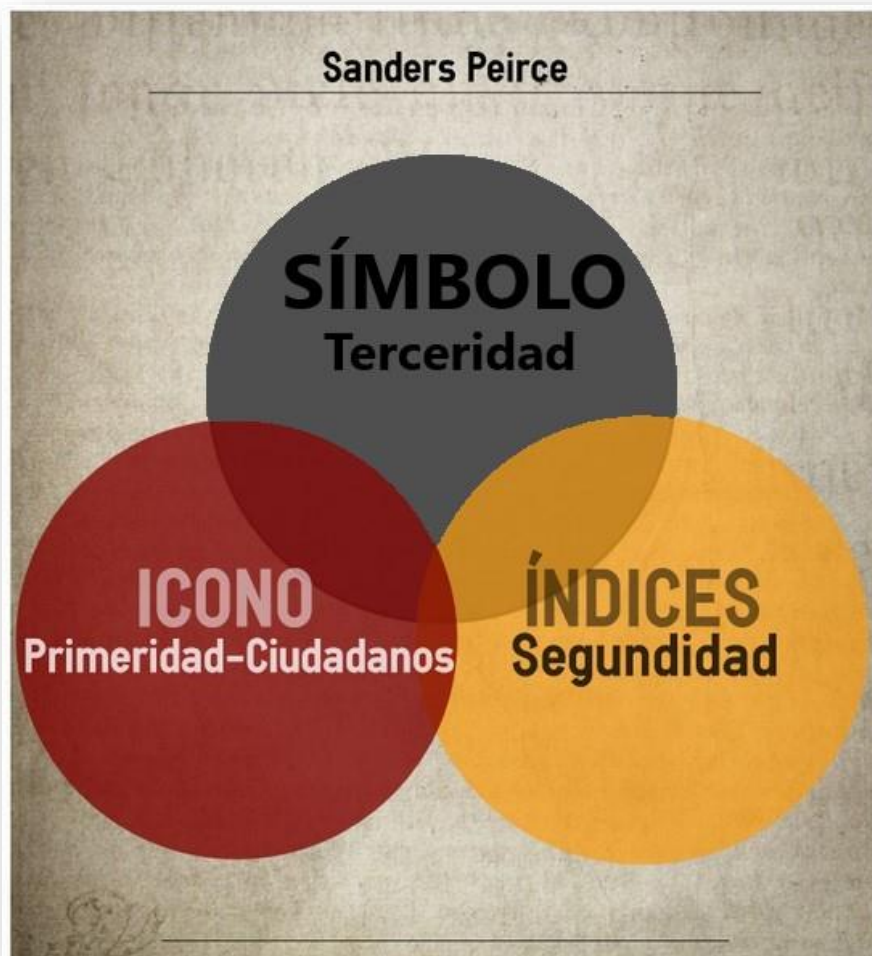 Sanders Peirce
SÍMBOLO
Terceridad
ICONO
Primeridad-Ciudadanos
ÍNDICES
Segundidad